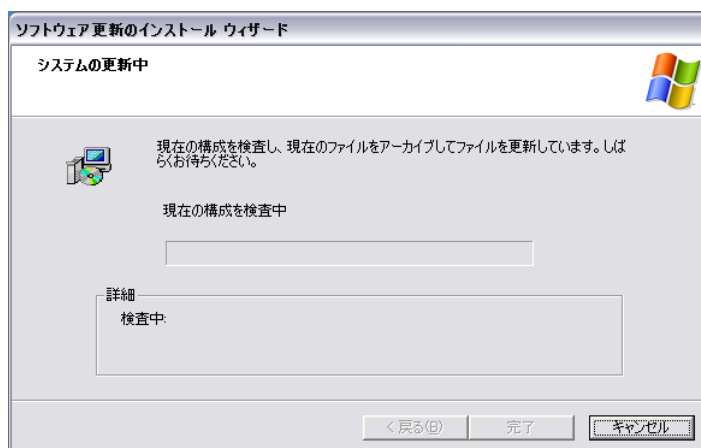 ソフトウェア更新のインストール ウィザード
システムの更新中
現在の構成を検査し、現在のファイルをアーカイブしてファイルを更新しています。しば
らくお待ちください。
現在の構成を検査中
詳細
検査中:
< 戻る(B)
完了
キャンセル